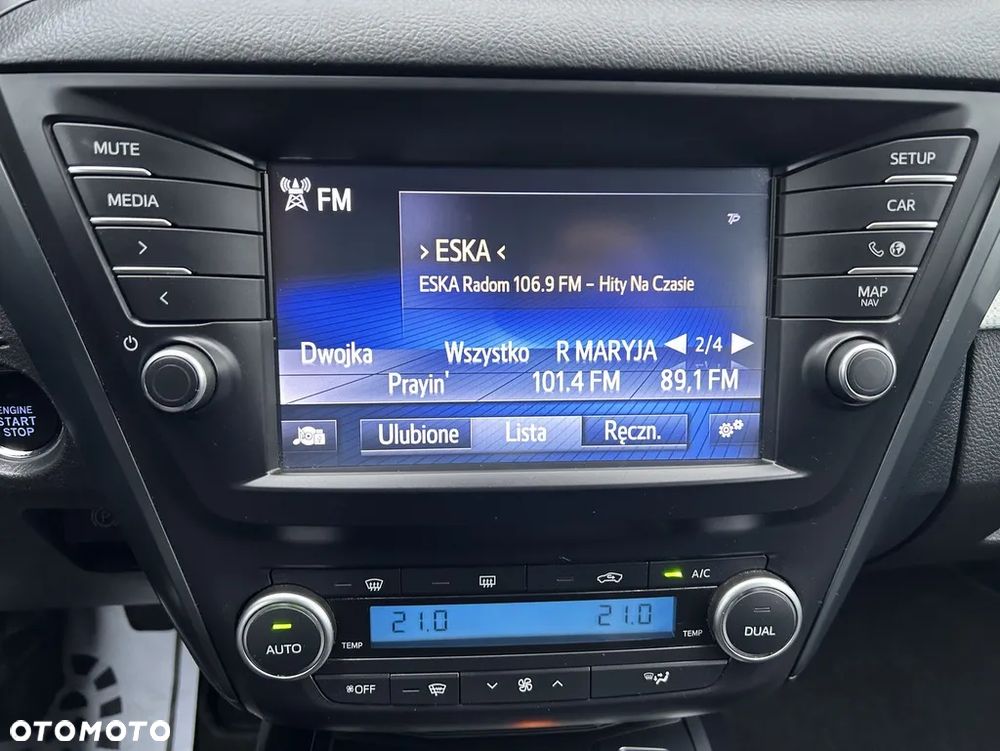 MUTE
MEDIA
SETUP
CAR
MAP
NAV
FM
TP
> ESKA <
ESKA Radom 106.9 FM – Hity Na Czasie
Dwojka Wszystko R MARYJA 2/4
Prayin' 101.4 FM 89,1 FM
Ulubione Lista Ręczn.
ENGINE
START
STOP
A/C
21.0 21.0
AUTO TEMP TEMP DUAL
OFF
OTOMOTO